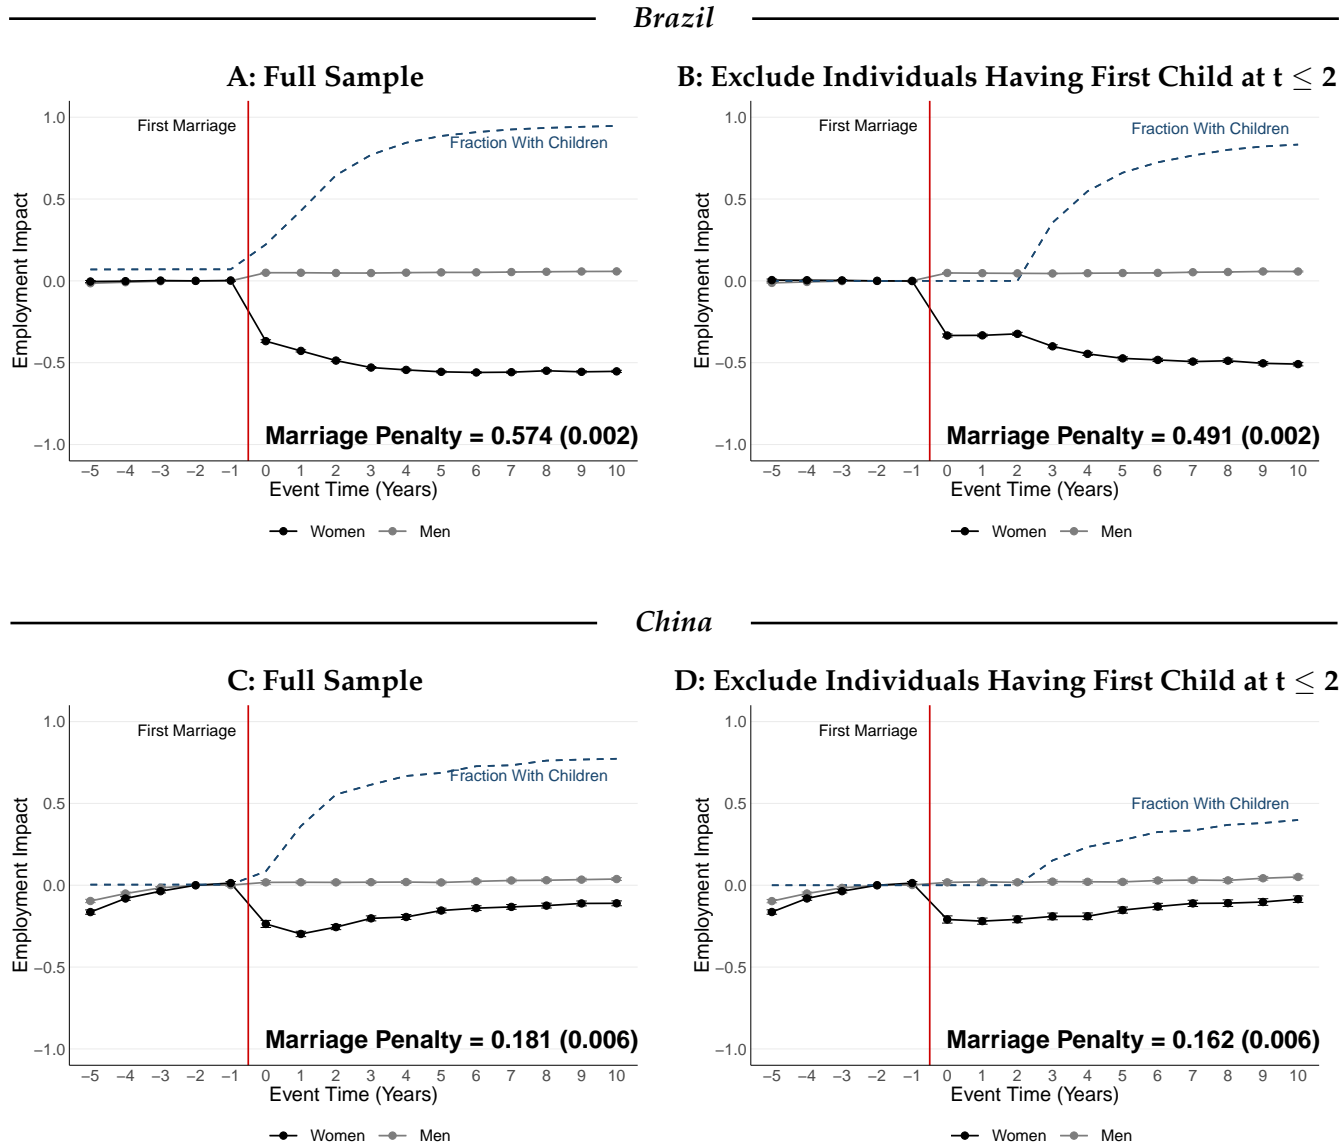 Brazil
A: Full Sample
B: Exclude Individuals Having First Child at t ≤ 2
1.0
0.5
0.0
−0.5
−1.0
Employment Impact
First Marriage
Fraction With Children
Marriage Penalty = 0.574 (0.002)
−5 −4 −3 −2 −1 0 1 2 3 4 5 6 7 8 9 10
Event Time (Years)
Women Men
1.0
0.5
0.0
−0.5
−1.0
Employment Impact
First Marriage
Fraction With Children
Marriage Penalty = 0.491 (0.002)
−5 −4 −3 −2 −1 0 1 2 3 4 5 6 7 8 9 10
Event Time (Years)
Women Men
China
C: Full Sample
D: Exclude Individuals Having First Child at t ≤ 2
1.0
0.5
0.0
−0.5
−1.0
Employment Impact
First Marriage
Fraction With Children
Marriage Penalty = 0.181 (0.006)
−5 −4 −3 −2 −1 0 1 2 3 4 5 6 7 8 9 10
Event Time (Years)
Women Men
1.0
0.5
0.0
−0.5
−1.0
Employment Impact
First Marriage
Fraction With Children
Marriage Penalty = 0.162 (0.006)
−5 −4 −3 −2 −1 0 1 2 3 4 5 6 7 8 9 10
Event Time (Years)
Women Men